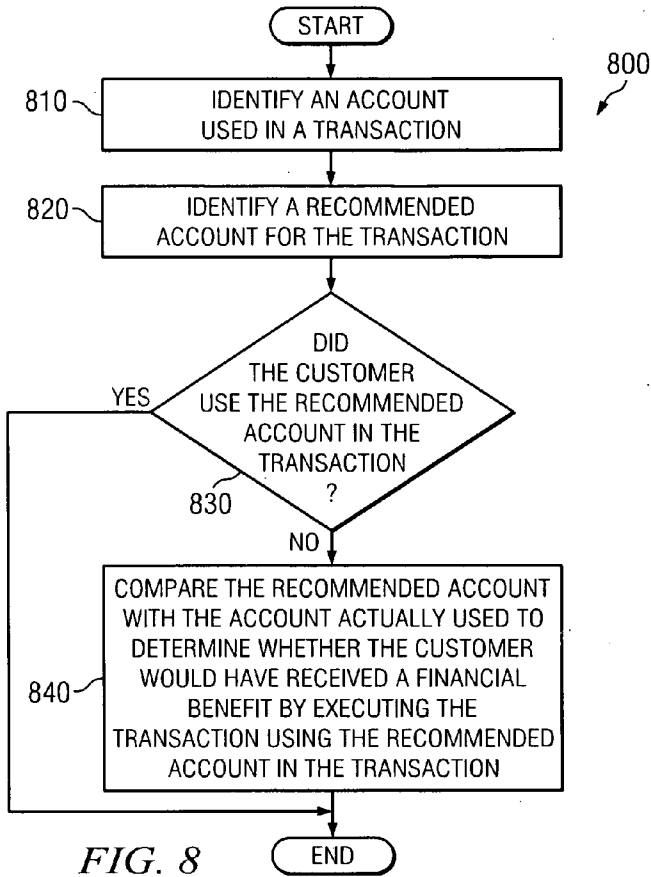 START
800
810
IDENTIFY AN ACCOUNT
USED IN A TRANSACTION
820
IDENTIFY A RECOMMENDED
ACCOUNT FOR THE TRANSACTION
DID
THE CUSTOMER
YES
USE THE RECOMMENDED
ACCOUNT IN THE
TRANSACTION
?
830
NO
COMPARE THE RECOMMENDED ACCOUNT
WITH THE ACCOUNT ACTUALLY USED TO
DETERMINE WHETHER THE CUSTOMER
WOULD HAVE RECEIVED A FINANCIAL
840
BENEFIT BY EXECUTING THE
TRANSACTION USING THE RECOMMENDED
ACCOUNT IN THE TRANSACTION
FIG. 8
END